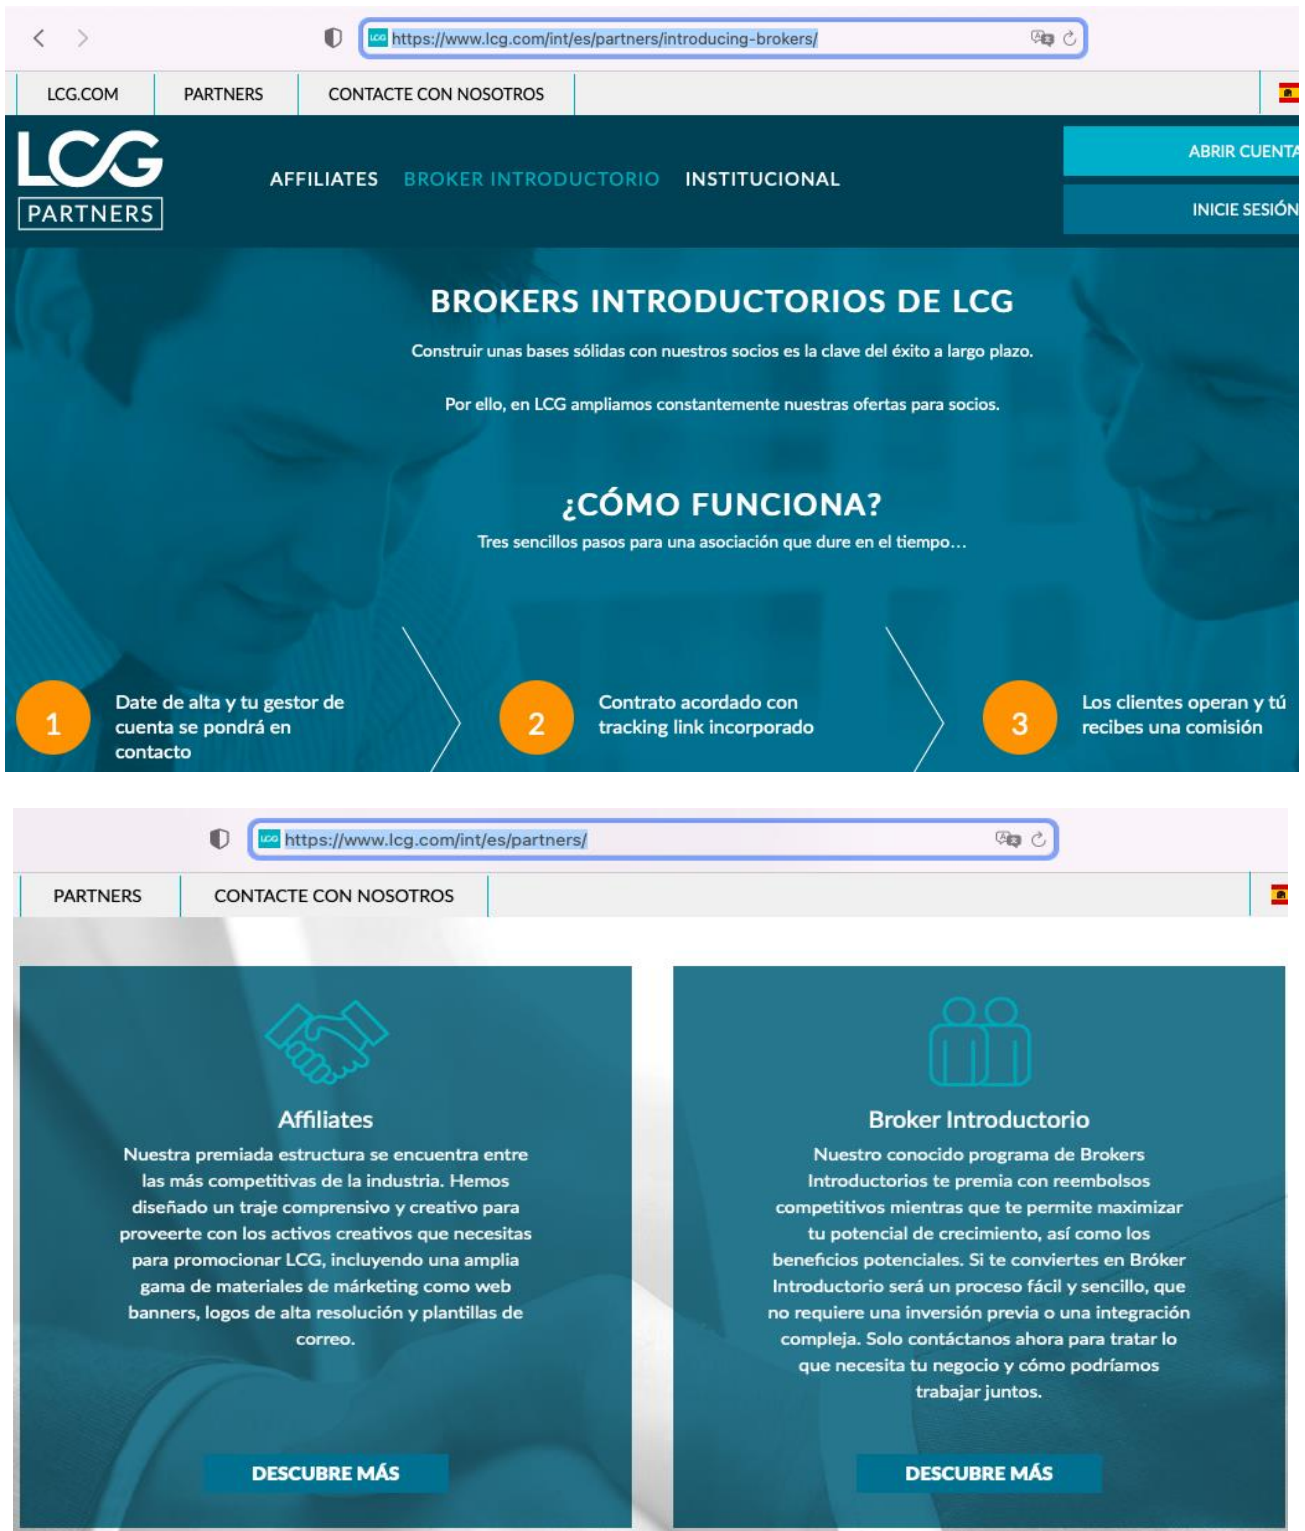 https://www.lcg.com/int/es/partners/introducing-brokers/
LCG.COM PARTNERS CONTACTE CON NOSOTROS
LCG
PARTNERS
AFFILIATES BROKER INTRODUCTORIO INSTITUCIONAL
ABRIR CUENTA
INICIE SESIÓN
BROKERS INTRODUCTORIOS DE LCG
Construir unas bases sólidas con nuestros socios es la clave del éxito a largo plazo.
Por ello, en LCG ampliamos constantemente nuestras ofertas para socios.
¿CÓMO FUNCIONA?
Tres sencillos pasos para una asociación que dure en el tiempo...
1
Date de alta y tu gestor de
cuenta se pondrá en
contacto
2
Contrato acordado con
tracking link incorporado
3
Los clientes operan y tú
recibes una comisión
https://www.lcg.com/int/es/partners/
PARTNERS CONTACTE CON NOSOTROS
Affiliates
Nuestra premiada estructura se encuentra entre
las más competitivas de la industria. Hemos
diseñado un traje comprensivo y creativo para
proveerte con los activos creativos que necesitas
para promocionar LCG, incluyendo una amplia
gama de materiales de márketing como web
banners, logos de alta resolución y plantillas de
correo.
DESCUBRE MÁS
Broker Introductorio
Nuestro conocido programa de Brokers
Introductorios te premia con reembolsos
competitivos mientras que te permite maximizar
tu potencial de crecimiento, así como los
beneficios potenciales. Si te conviertes en Bróker
Introductorio será un proceso fácil y sencillo, que
no requiere una inversión previa o una integración
compleja. Solo contáctanos ahora para tratar lo
que necesita tu negocio y cómo podríamos
trabajar juntos.
DESCUBRE MÁS